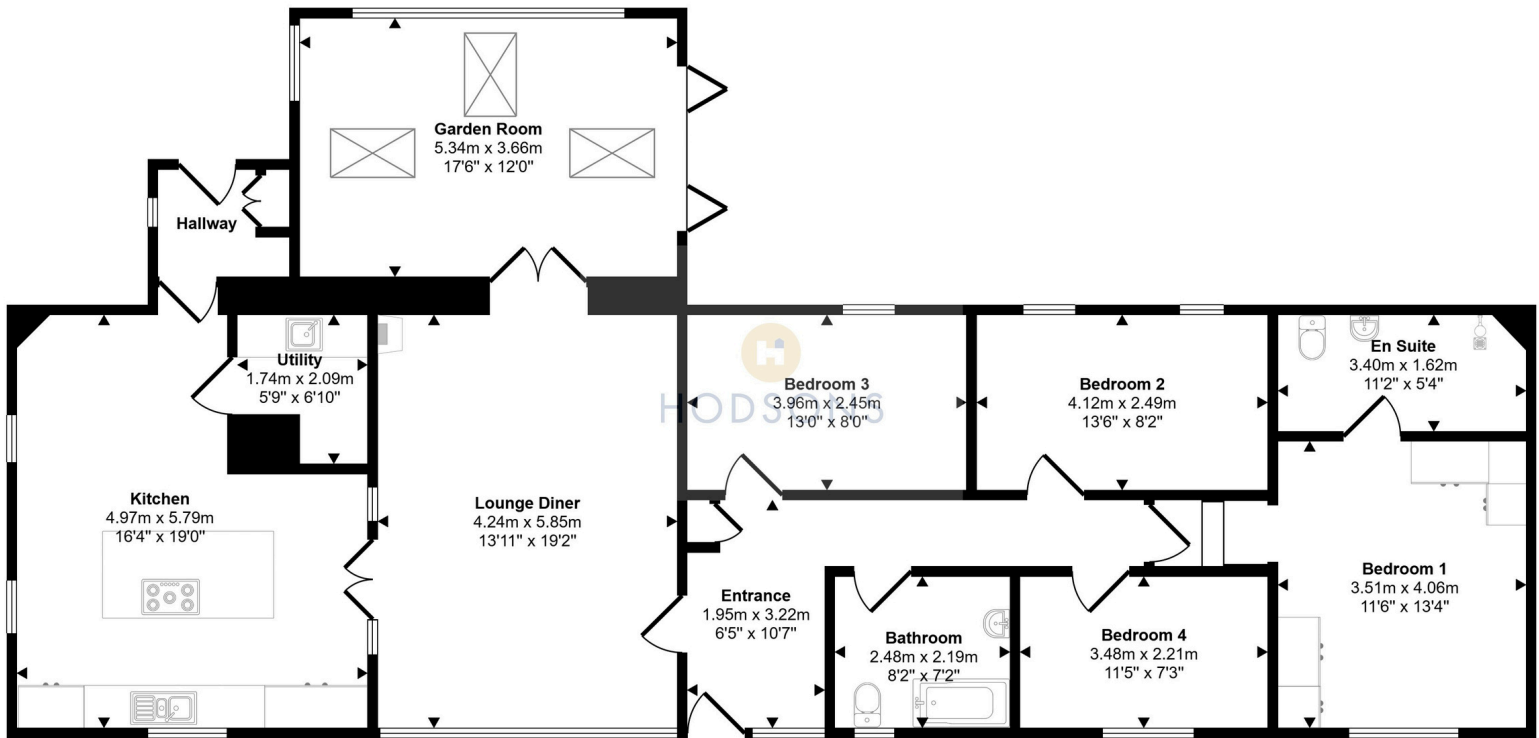 Garden Room
5.34m x 3.66m
17'6" x 12'0"
Hallway
Utility
1.74m x 2.09m
5'9" x 6'10"
Kitchen
4.97m x 5.79m
16'4" x 19'0"
Lounge Diner
4.24m x 5.85m
13'11" x 19'2"
Bedroom 3
3.96m x 2.45m
13'0" x 8'0"
H
HODSONS
Bedroom 2
4.12m x 2.49m
13'6" x 8'2"
En Suite
3.40m x 1.62m
11'2" x 5'4"
Entrance
1.95m x 3.22m
6'5" x 10'7"
Bathroom
2.48m x 2.19m
8'2" x 7'2"
Bedroom 4
3.48m x 2.21m
11'5" x 7'3"
Bedroom 1
3.51m x 4.06m
11'6" x 13'4"